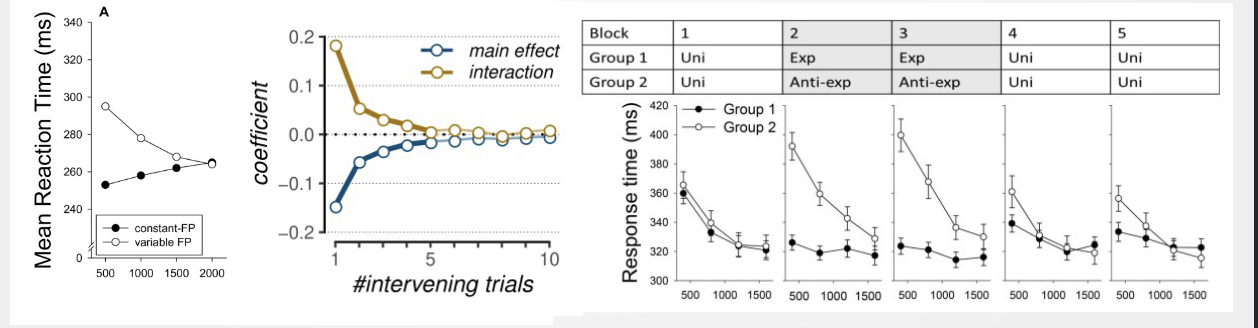 A
Mean Reaction Time (ms)
340
320
300
280
260
240
0
constant-FP
variable FP
500 1000 1500 2000
coefficient
0.2
0.1
0.0
−0.1
−0.2
main effect
interaction
1 5 10
#intervening trials
Block 1 2 3 4 5
Group 1 Uni Exp Exp Uni Uni
Group 2 Uni Anti-exp Anti-exp Uni Uni
Response time (ms)
420
400
380
360
340
320
300
Group 1
Group 2
500 1000 1500 500 1000 1500 500 1000 1500 500 1000 1500 500 1000 1500